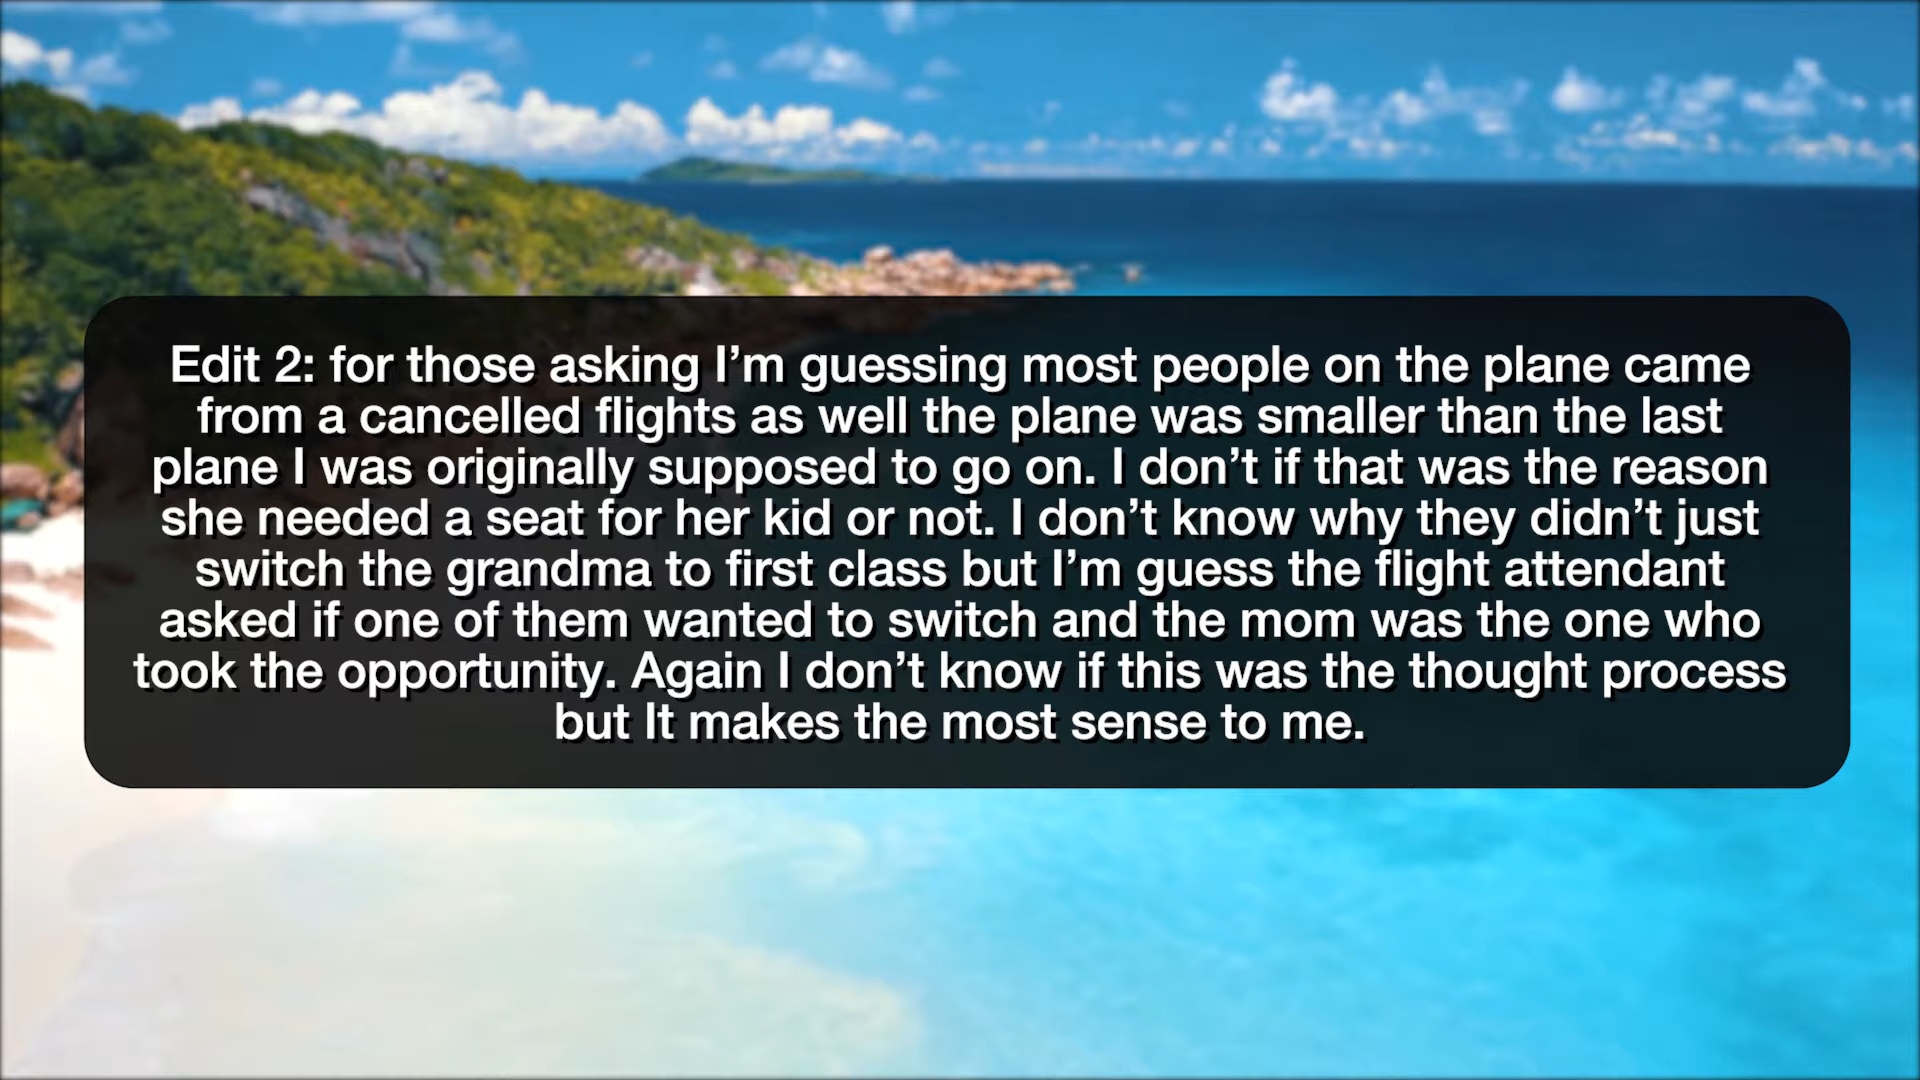 Edit 2: for those asking I’m guessing most people on the plane came
from a cancelled flights as well the plane was smaller than the last
plane I was originally supposed to go on. I don’t if that was the reason
she needed a seat for her kid or not. I don’t know why they didn’t just
switch the grandma to first class but I’m guess the flight attendant
asked if one of them wanted to switch and the mom was the one who
took the opportunity. Again I don’t know if this was the thought process
but It makes the most sense to me.